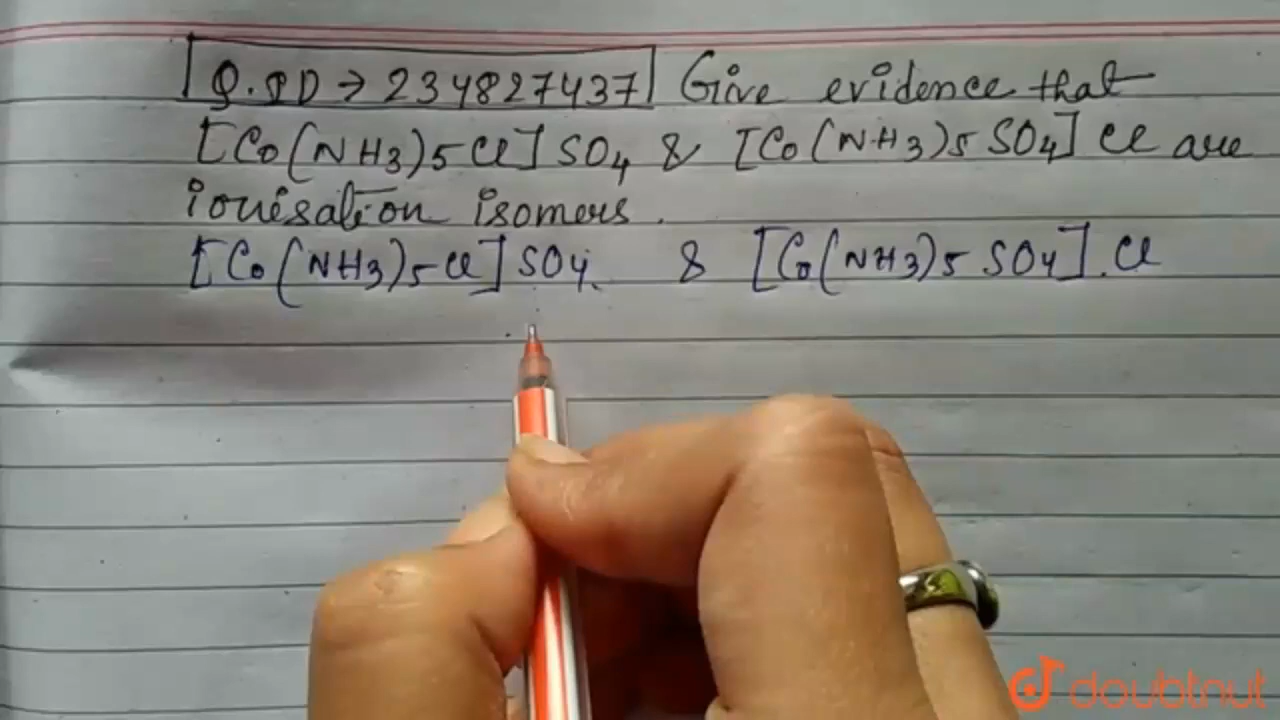 Q.ID → 234827437 Give evidence that
[Co(NH3)5Cl]SO4 & [Co(NH3)5SO4]Cl are
ionisation isomers.
[Co(NH3)5Cl]SO4. & [Co(NH3)5SO4].Cl
doubtnut